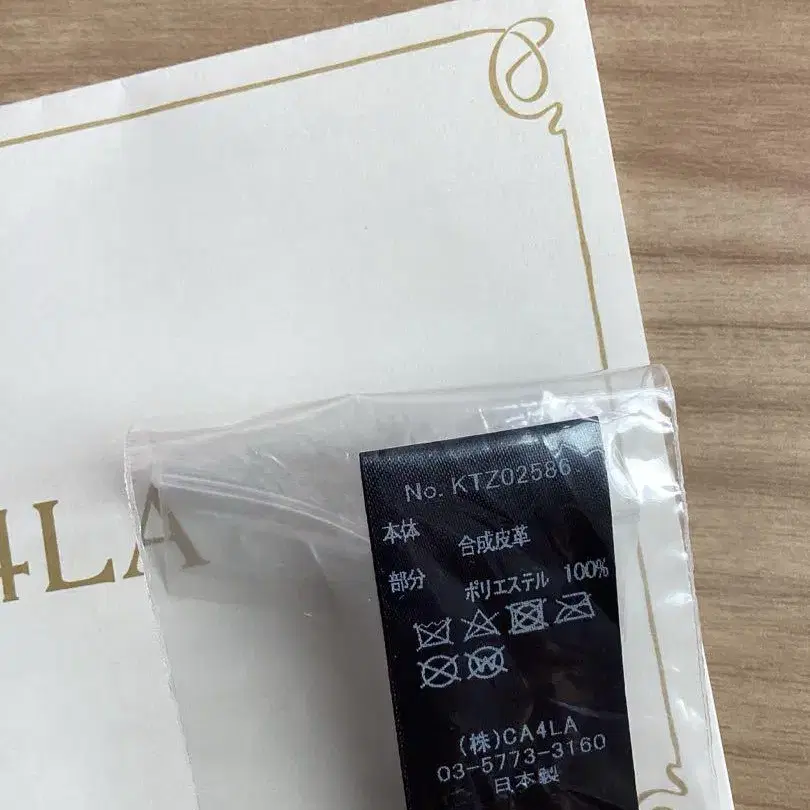 4LA
No. KTZ02586
本体 合成皮革
部分 ポリエステル 100%
W
(株)CA4LA
03-5773-3160
日本製